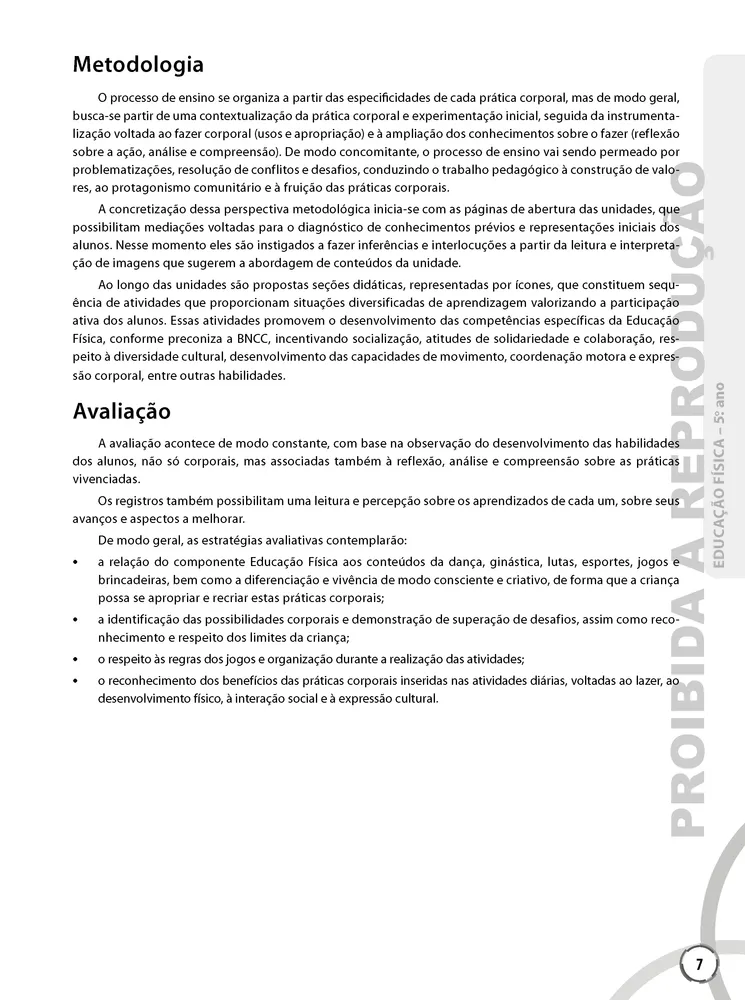 Metodologia
O processo de ensino se organiza a partir das especificidades de cada prática corporal, mas de modo geral,
busca-se partir de uma contextualização da prática corporal e experimentação inicial, seguida da instrumenta-
lização voltada ao fazer corporal (usos e apropriação) e à ampliação dos conhecimentos sobre o fazer (reflexão
sobre a ação, análise e compreensão). De modo concomitante, o processo de ensino vai sendo permeado por
problematizações, resolução de conflitos e desafios, conduzindo o trabalho pedagógico à construção de valo-
res, ao protagonismo comunitário e à fruição das práticas corporais.
A concretização dessa perspectiva metodológica inicia-se com as páginas de abertura das unidades, que
possibilitam mediações voltadas para o diagnóstico de conhecimentos prévios e representações iniciais dos
alunos. Nesse momento eles são instigados a fazer inferências e interlocuções a partir da leitura e interpreta-
ção de imagens que sugerem a abordagem de conteúdos da unidade.
Ao longo das unidades são propostas seções didáticas, representadas por ícones, que constituem sequ-
ência de atividades que proporcionam situações diversificadas de aprendizagem valorizando a participação
ativa dos alunos. Essas atividades promovem o desenvolvimento das competências específicas da Educação
Física, conforme preconiza a BNCC, incentivando socialização, atitudes de solidariedade e colaboração, res-
peito à diversidade cultural, desenvolvimento das capacidades de movimento, coordenação motora e expres-
são corporal, entre outras habilidades.
Avaliação
A avaliação acontece de modo constante, com base na observação do desenvolvimento das habilidades
dos alunos, não só corporais, mas associadas também à reflexão, análise e compreensão sobre as práticas
vivenciadas.
Os registros também possibilitam uma leitura e percepção sobre os aprendizados de cada um, sobre seus
avanços e aspectos a melhorar.
De modo geral, as estratégias avaliativas contemplarão:
• a relação do componente Educação Física aos conteúdos da dança, ginástica, lutas, esportes, jogos e
brincadeiras, bem como a diferenciação e vivência de modo consciente e criativo, de forma que a criança
possa se apropriar e recriar estas práticas corporais;
• a identificação das possibilidades corporais e demonstração de superação de desafios, assim como reco-
nhecimento e respeito dos limites da criança;
• o respeito às regras dos jogos e organização durante a realização das atividades;
• o reconhecimento dos benefícios das práticas corporais inseridas nas atividades diárias, voltadas ao lazer, ao
desenvolvimento físico, à interação social e à expressão cultural.
PROIBIDA A REPRODUÇÃO
EDUCAÇÃO FÍSICA – 5º ano
7